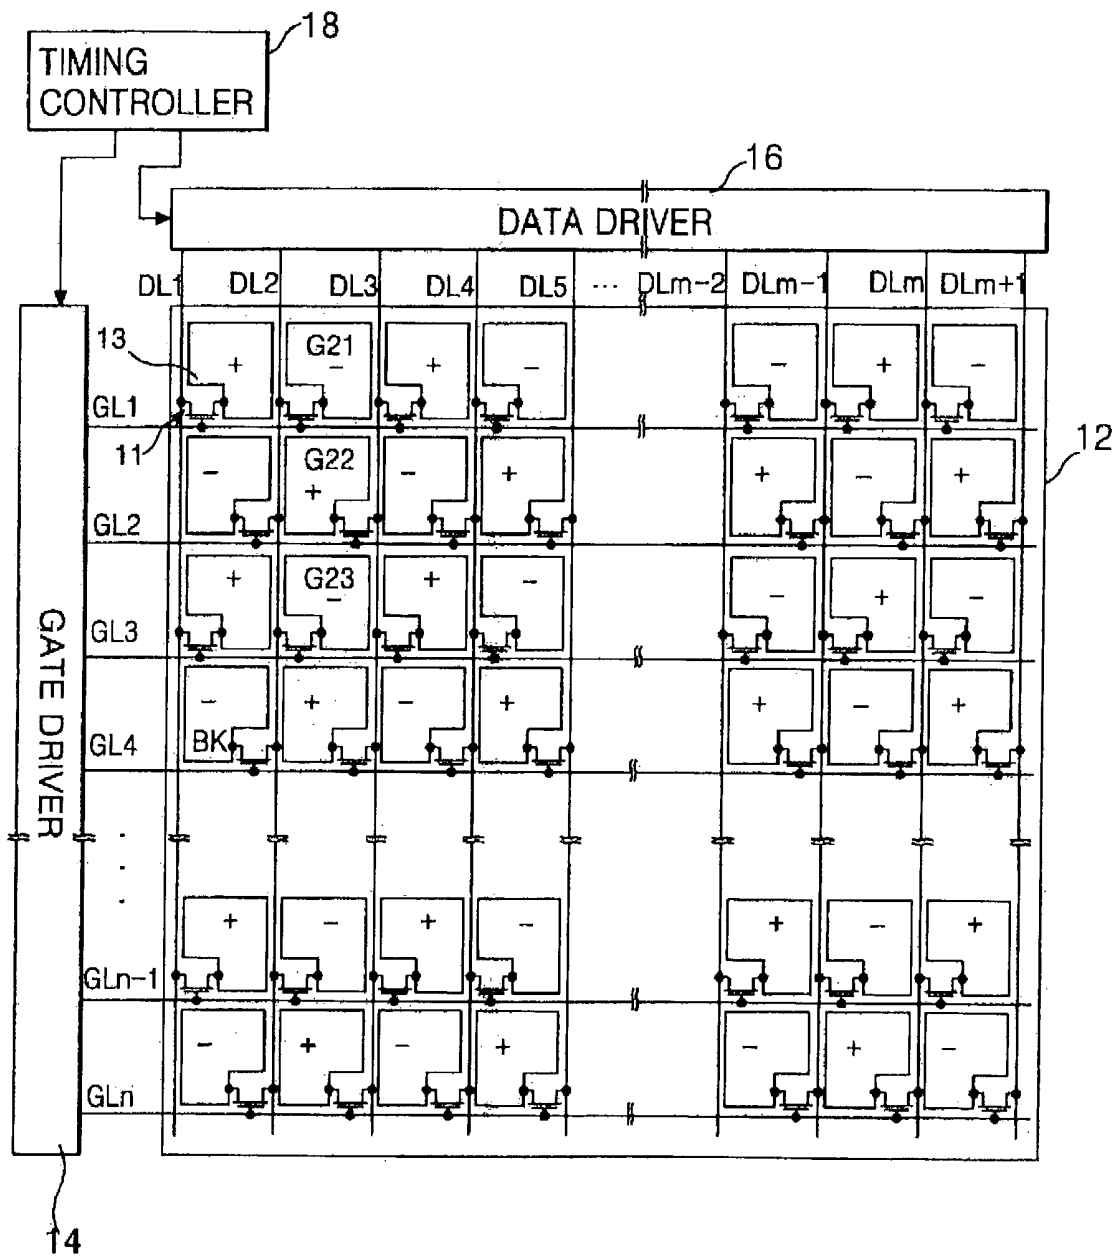 18
TIMING
CONTROLLER
16
DATA DRIVER
DL1 DL2 DL3 DL4 DL5 ... DLm-2 DLm-1 DLm DLm+1
13 + G21 - + - - + -
GL1
11
12
- G22 + - + + - +
GL2
+ G23 - + - - + -
GL3
GATE DRIVER
- + - + + - +
BK
GL4
+ - + - + - +
GLn-1
- + - + - + -
GLn
14